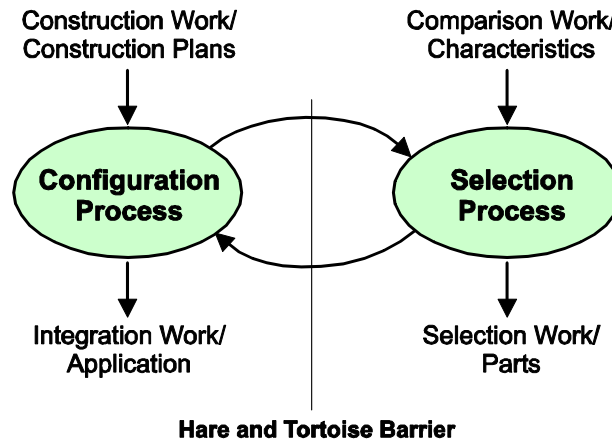 Construction Work/
Construction Plans
Comparison Work/
Characteristics
Configuration
Process
Selection
Process
Integration Work/
Application
Selection Work/
Parts
Hare and Tortoise Barrier